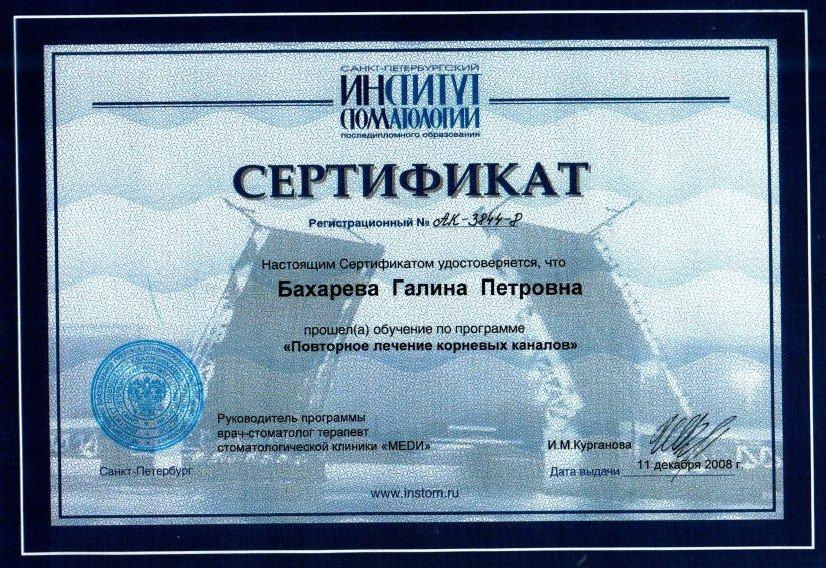 САНКТ-ПЕТЕРБУРГСКИЙ
ИНСТИТУТ
СТОМАТОЛОГИИ
последипломного образования
СЕРТИФИКАТ
Регистрационный № АК-3844-8
Настоящим Сертификатом удостоверяется, что
Бахарева Галина Петровна
прошел(а) обучение по программе
«Повторное лечение корневых каналов»
Руководитель программы
врач-стоматолог терапевт
стоматологической клиники «МЕDИ»
И.М.Курганова
Санкт-Петербург
Дата выдачи 11 декабря 2008 г.
www.instom.ru